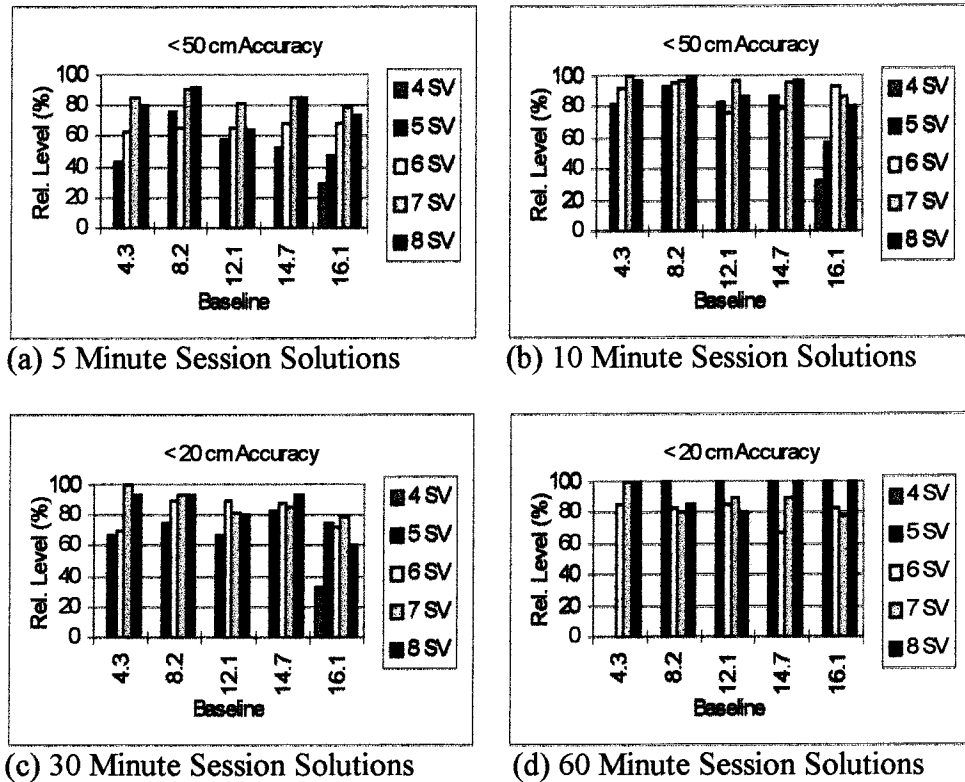 < 50 cm Accuracy
Rel. Level (%)
100
80
60
40
20
0
4.3
8.2
12.1
14.7
16.1
Baseline
4 SV
5 SV
6 SV
7 SV
8 SV
(a) 5 Minute Session Solutions
< 50 cm Accuracy
Rel. Level (%)
100
80
60
40
20
0
4.3
8.2
12.1
14.7
16.1
Baseline
4 SV
5 SV
6 SV
7 SV
8 SV
(b) 10 Minute Session Solutions
< 20 cm Accuracy
Rel. Level (%)
100
80
60
40
20
0
4.3
8.2
12.1
14.7
16.1
Baseline
4 SV
5 SV
6 SV
7 SV
8 SV
(c) 30 Minute Session Solutions
< 20 cm Accuracy
Rel. Level (%)
100
80
60
40
20
0
4.3
8.2
12.1
14.7
16.1
Baseline
4 SV
5 SV
6 SV
7 SV
8 SV
(d) 60 Minute Session Solutions